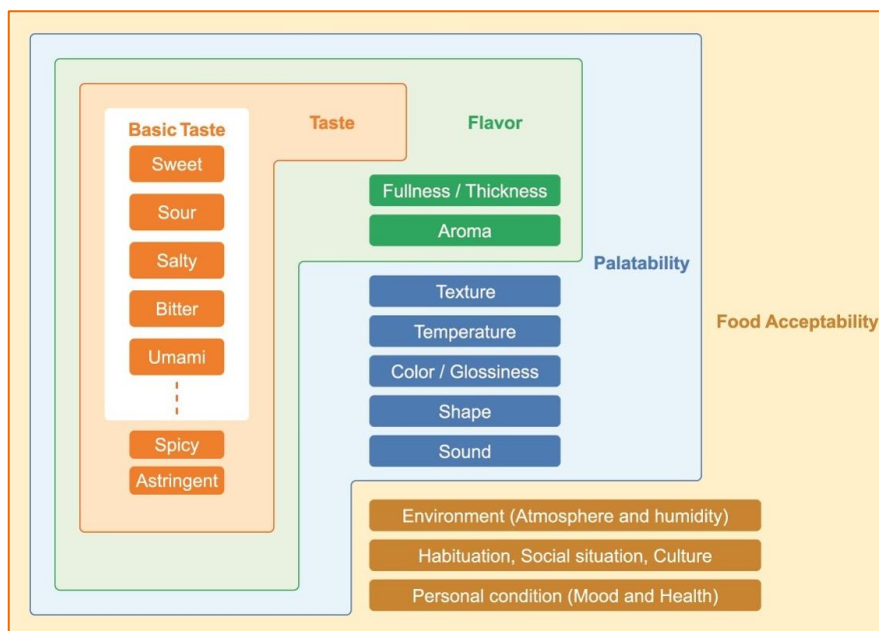 Basic Taste
Sweet
Sour
Salty
Bitter
Umami
Spicy
Astringent
Taste
Flavor
Fullness / Thickness
Aroma
Palatability
Texture
Temperature
Color / Glossiness
Shape
Sound
Food Acceptability
Environment (Atmosphere and humidity)
Habituation, Social situation, Culture
Personal condition (Mood and Health)